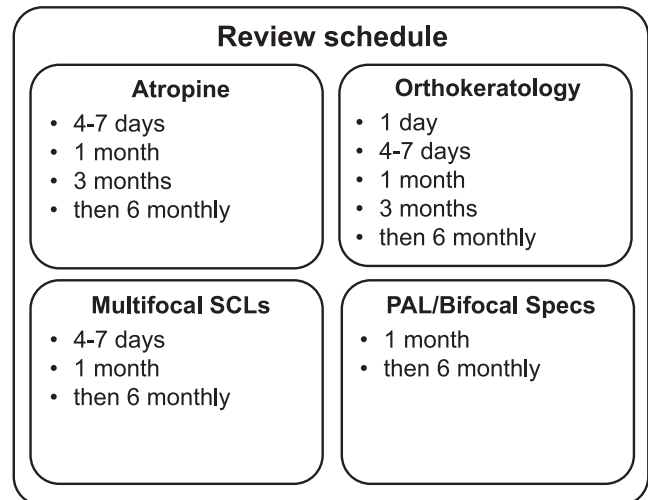 Review schedule
Atropine
• 4-7 days
• 1 month
• 3 months
• then 6 monthly
Orthokeratology
• 1 day
• 4-7 days
• 1 month
• 3 months
• then 6 monthly
Multifocal SCLs
• 4-7 days
• 1 month
• then 6 monthly
PAL/Bifocal Specs
• 1 month
• then 6 monthly